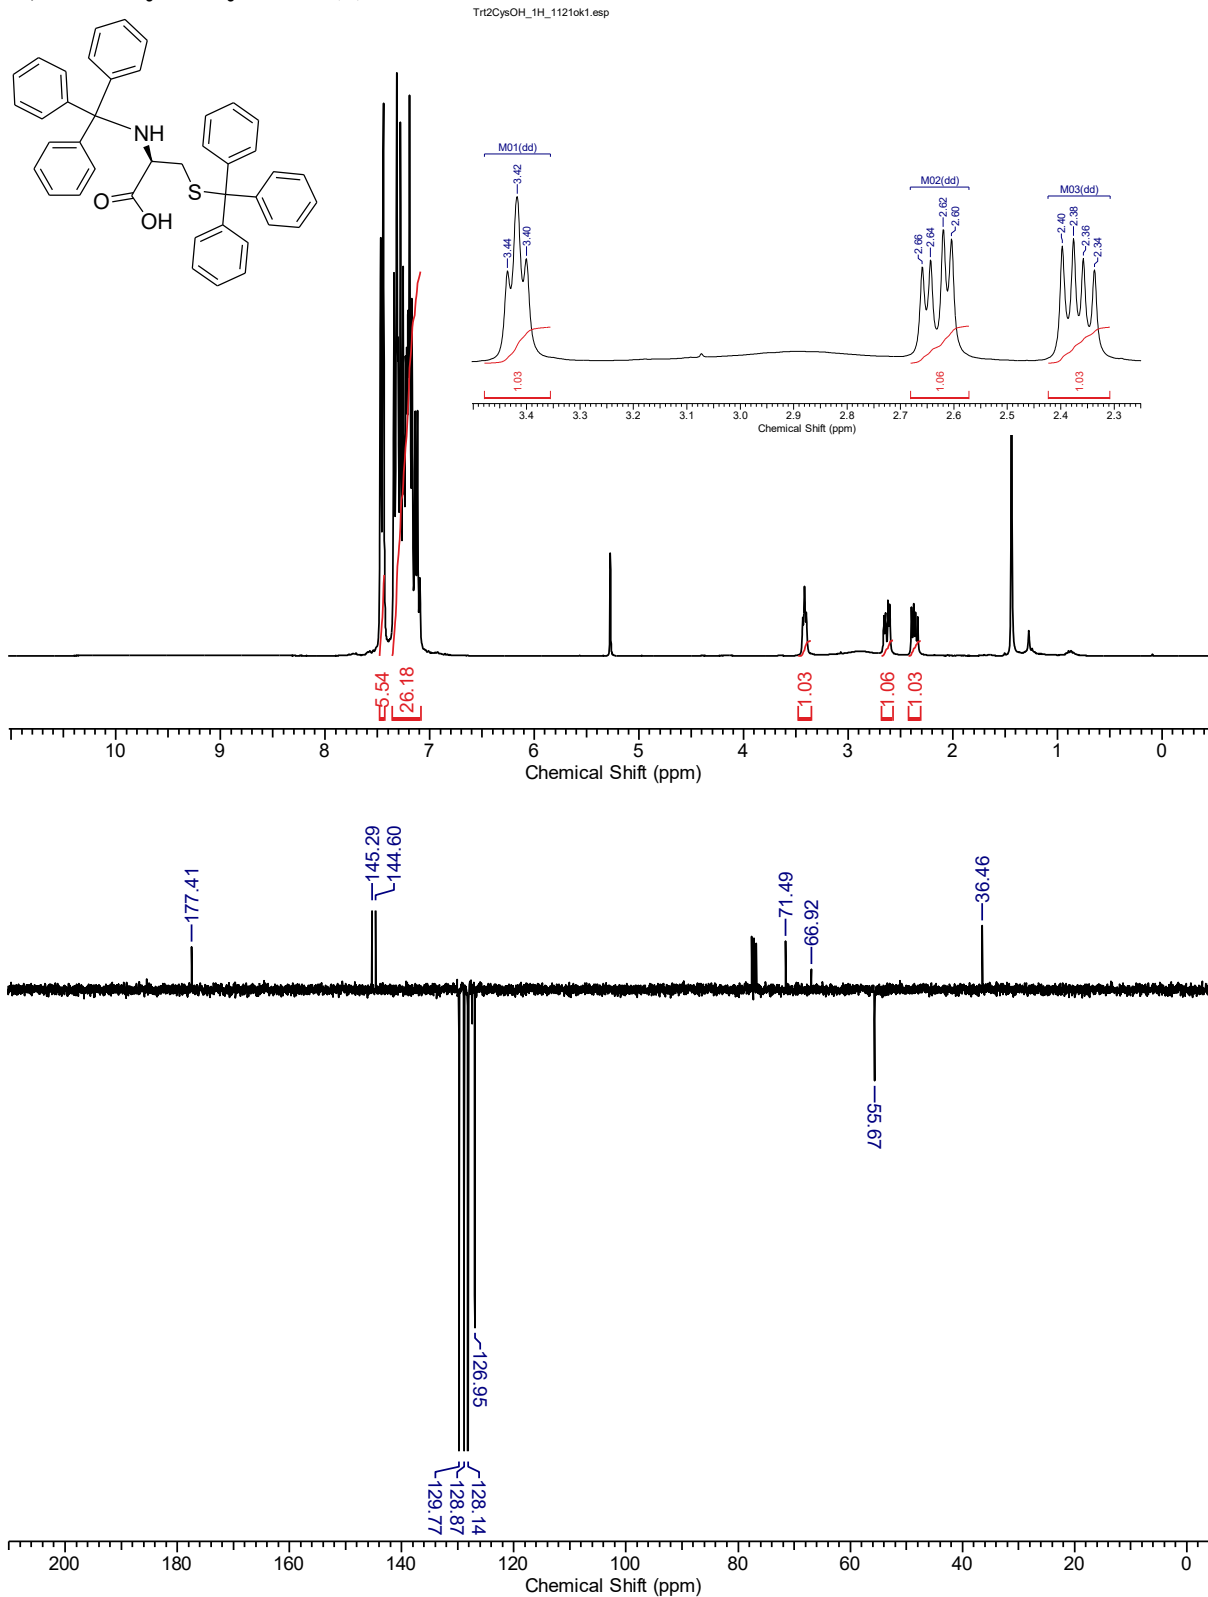 Trt2CysOH_1H_1121ok1.esp
NH
O
OH
S
M01(dd)
M02(dd)
M03(dd)
3.44
3.42
3.40
2.66
2.64
2.62
2.60
2.40
2.38
2.36
2.34
1.03
1.06
1.03
3.4 3.3 3.2 3.1 3.0 2.9 2.8 2.7 2.6 2.5 2.4 2.3
Chemical Shift (ppm)
5.54
26.18
1.03
1.06
1.03
10 9 8 7 6 5 4 3 2 1 0
Chemical Shift (ppm)
177.41
145.29
144.60
71.49
66.92
36.46
55.67
126.95
129.77
128.87
128.14
200 180 160 140 120 100 80 60 40 20 0
Chemical Shift (ppm)